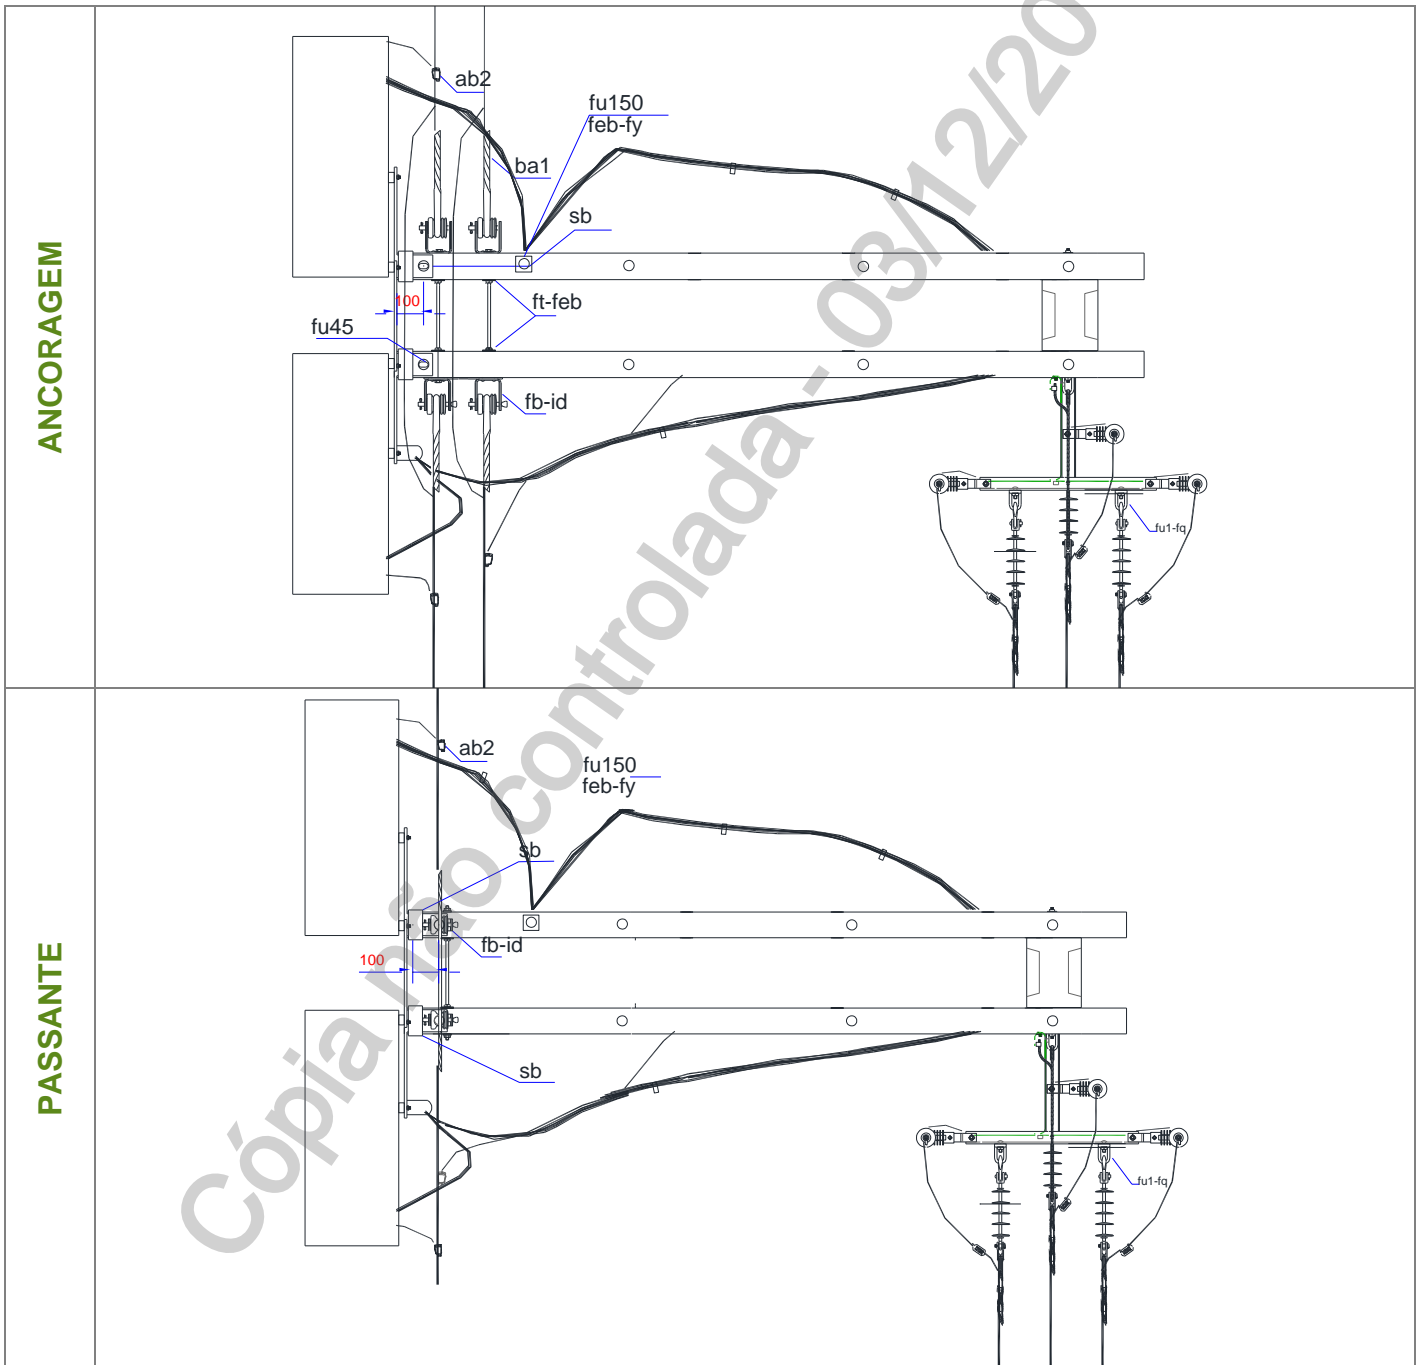 ANCORAGEM
ab2
fu150
feb-fy
ba1
sb
100
ft-feb
fu45
fb-id
fu1-fq
PASSANTE
ab2
fu150
feb-fy
sb
fb-id
100
sb
fu1-fq
Cópia não controlada - 03/12/20